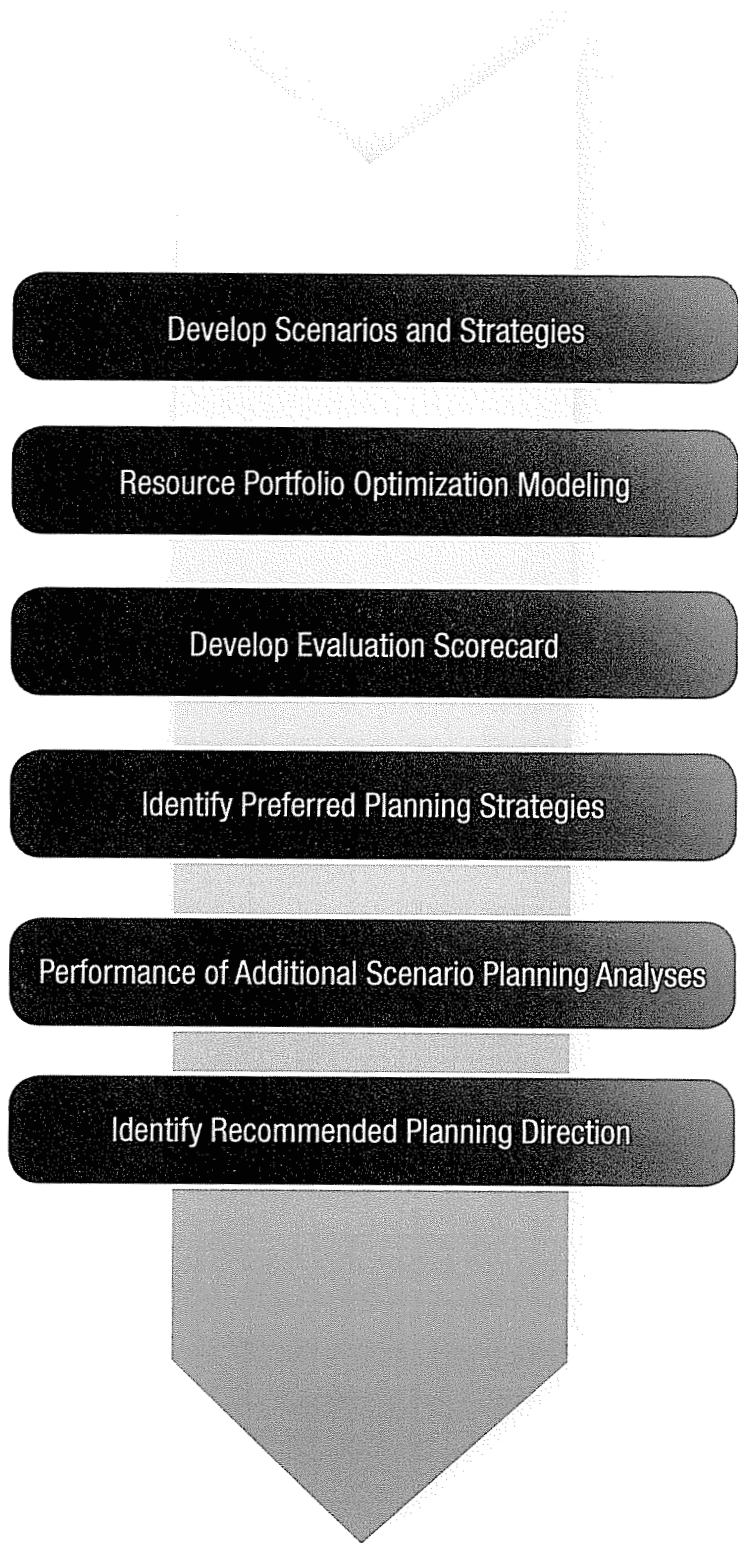 Develop Scenarios and Strategies
Resource Portfolio Optimization Modeling
Develop Evaluation Scorecard
Identify Preferred Planning Strategies
Performance of Additional Scenario Planning Analyses
Identify Recommended Planning Direction